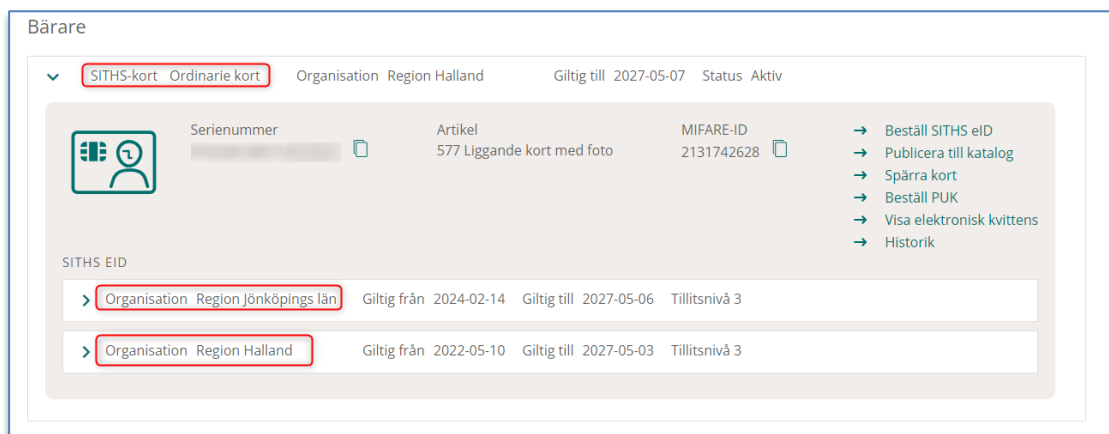 Bärare
SITHS-kort Ordinarie kort Organisation Region Halland Giltig till 2027-05-07 Status Aktiv
Serienummer Artikel MIFARE-ID
577 Liggande kort med foto 2131742628
Beställ SITHS eID
Publicera till katalog
Spärra kort
Beställ PUK
Visa elektronisk kvittens
Historik
SITHS EID
Organisation Region Jönköpings län Giltig från 2024-02-14 Giltig till 2027-05-06 Tillitsnivå 3
Organisation Region Halland Giltig från 2022-05-10 Giltig till 2027-05-03 Tillitsnivå 3